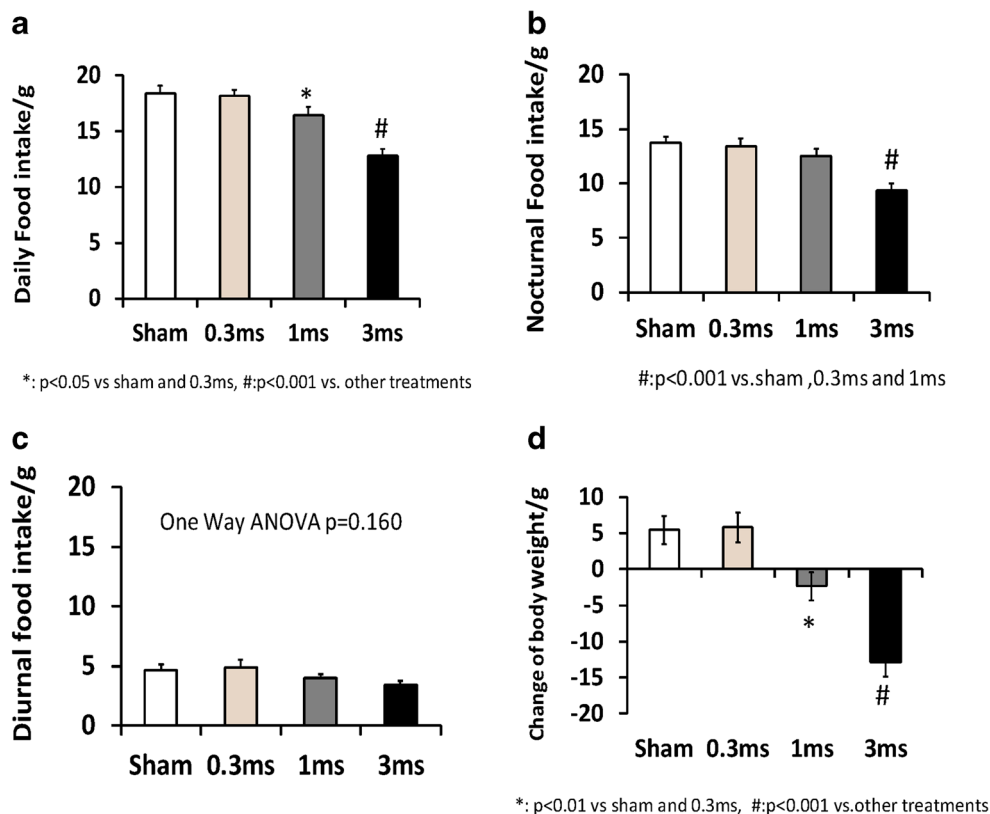 a
Daily Food intake/g
20
15
10
5
0
*
#
Sham 0.3ms 1ms 3ms
*: p<0.05 vs sham and 0.3ms, #:p<0.001 vs. other treatments
b
Nocturnal Food intake/g
20
15
10
5
0
#
Sham 0.3ms 1ms 3ms
#:p<0.001 vs.sham ,0.3ms and 1ms
c
Diurnal food intake/g
20
15
10
5
0
One Way ANOVA p=0.160
Sham 0.3ms 1ms 3ms
d
Change of body weight/g
10
5
0
-5
-10
-15
-20
*
#
Sham 0.3ms 1ms 3ms
*: p<0.01 vs sham and 0.3ms, #:p<0.001 vs.other treatments